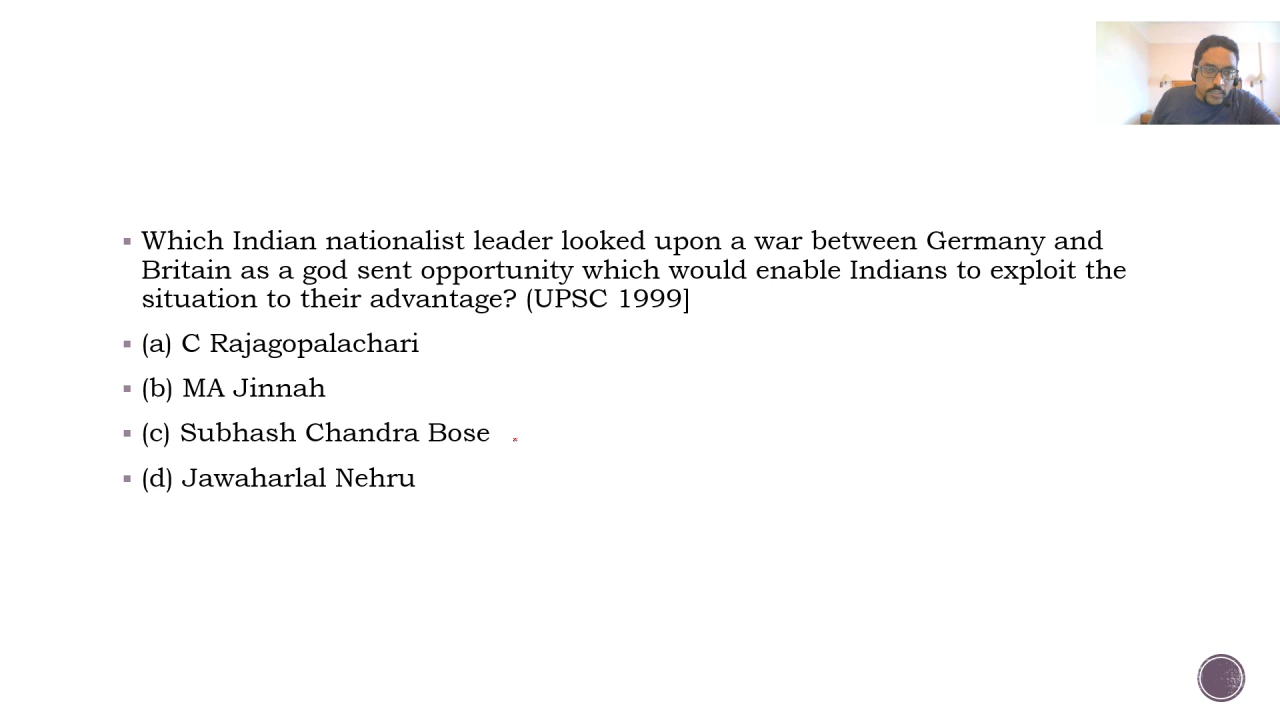 Which Indian nationalist leader looked upon a war between Germany and
Britain as a god sent opportunity which would enable Indians to exploit the
situation to their advantage? (UPSC 1999]
(a) C Rajagopalachari
(b) MA Jinnah
(c) Subhash Chandra Bose
(d) Jawaharlal Nehru